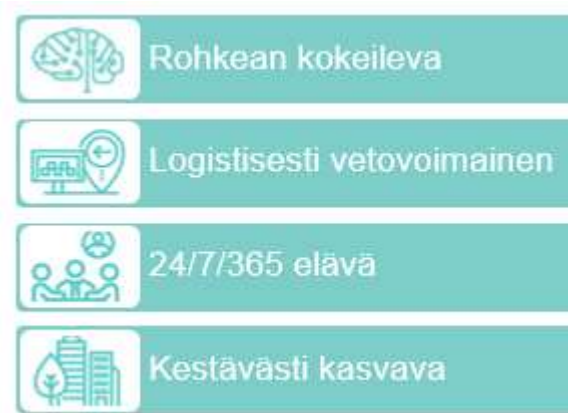 Rohkean kokeileva
Logistisesti vetovoimainen
24/7/365 elävä
Kestävästi kasvava